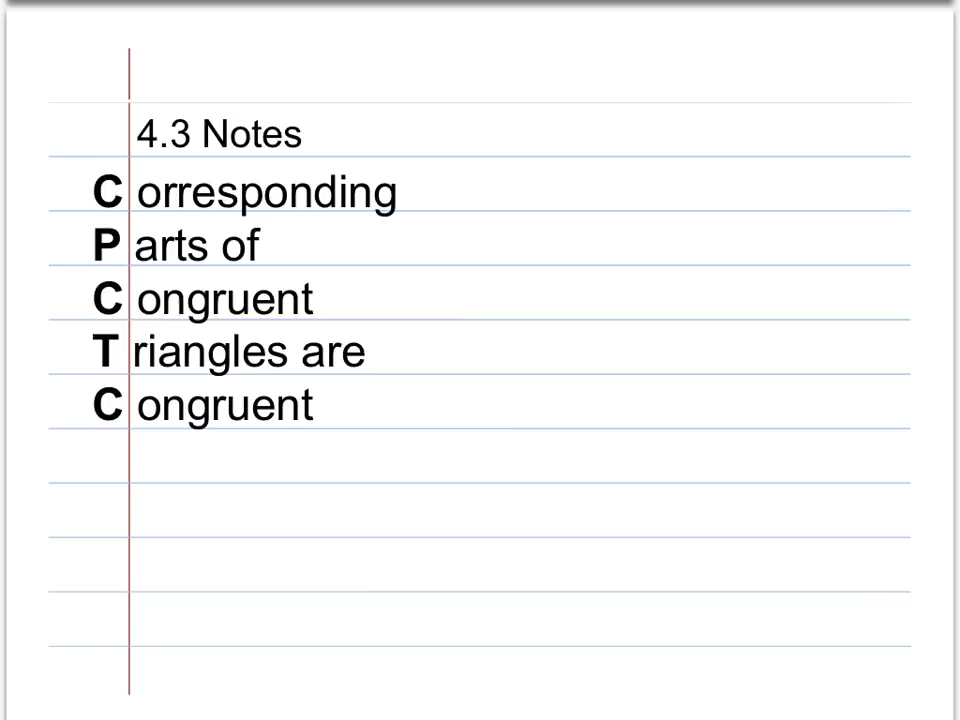 4.3 Notes
C orresponding
P arts of
C ongruent
T riangles are
C ongruent